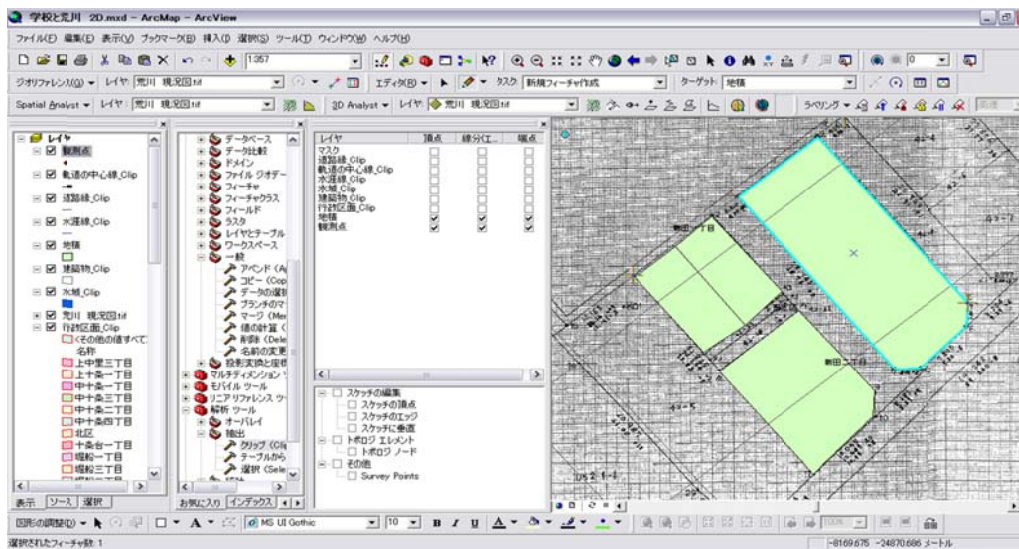 学校と荒川 2D.mxd - ArcMap - ArcView
ファイル(F) 編集(E) 表示(V) ブックマーク(B) 挿入(I) 選択(S) ツール(T) ウィンドウ(W) ヘルプ(H)
1:357
ジオリファレンス(G) レイヤ: 荒川 現況図.tif エディタ(R) タスク: 新規フィーチャ作成 ターゲット: 地積
Spatial Analyst レイヤ: 荒川 現況図.tif 3D Analyst レイヤ: 荒川 現況図.tif ラベリング 高速
レイヤ
観測点
軌道の中心線_Clip
道路縁_Clip
水涯線_Clip
地積
建築物_Clip
水域_Clip
荒川 現況図.tif
行政区画_Clip
<その他の値すべて
名称
上中里三丁目
上十条一丁目
中十条一丁目
中十条三丁目
中十条二丁目
中十条四丁目
北区
十条台一丁目
堀船一丁目
堀船三丁目
表示 ソース 選択
データベース
データ比較
ドメイン
ファイル ジオデー
フィーチャ
フィーチャクラス
フィールド
ラスタ
レイヤとテーブル
ワークスペース
一般
アペンド (A
コピー (Cop
データの選択
ブランチのマ
マージ (Mer
値の計算 (
削除 (Dele
名前の変更
投影変換と座標
マルチディメンション
モバイル ツール
リニア リファレンス ツ
解析 ツール
オーバレイ
抽出
クリップ (Cli
テーブルから
選択 (Sele
お気に入り インデックス
レイヤ 頂点 線分(エ... 端点
マスク
道路縁_Clip
軌道の中心線_Clip
水涯線_Clip
水域_Clip
建築物_Clip
行政区画_Clip
地積
観測点
スケッチの編集
スケッチの頂点
スケッチのエッジ
スケッチに垂直
トポロジ エレメント
トポロジ ノード
その他
Survey Points
新田一丁目
新田二丁目
図形の調整(D) MS UI Gothic 10 B I U A 100%
選択されたフィーチャ数: 1 -8169.675 -24870.686 メートル